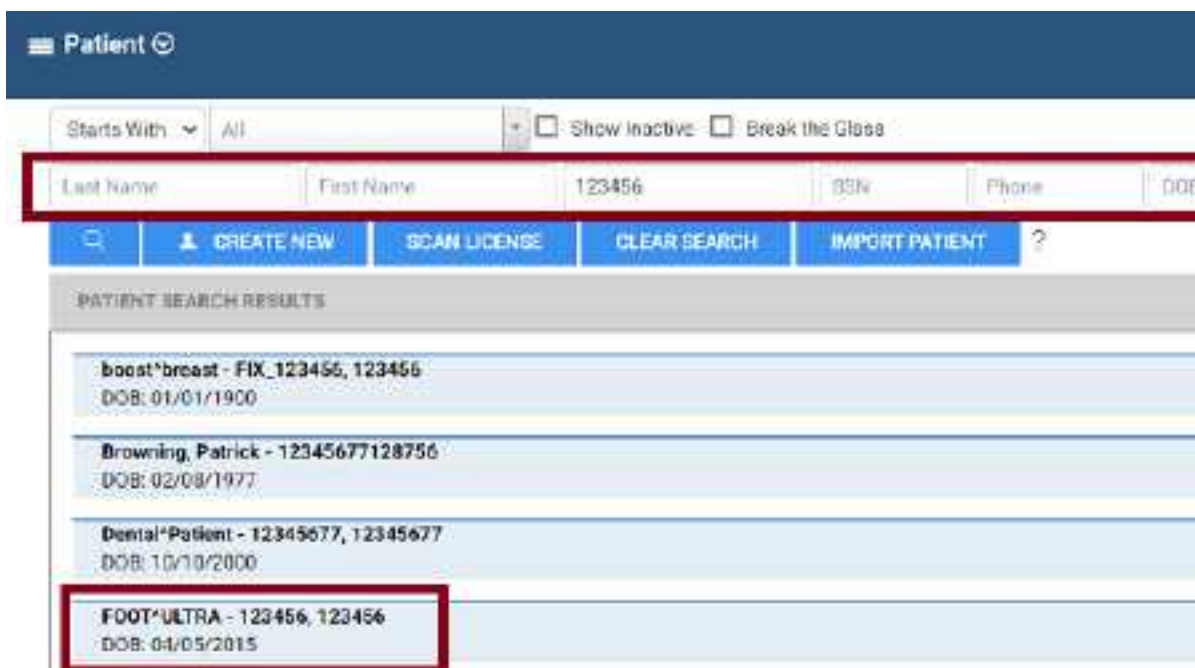 Patient
Starts With All Show Inactive Break the Glass
Last Name First Name 123456 SSN Phone DOB
CREATE NEW SCAN LICENSE CLEAR SEARCH IMPORT PATIENT ?
PATIENT SEARCH RESULTS
boost^breast - FIX_123456, 123456
DOB: 01/01/1900
Browning, Patrick - 12345677128756
DOB: 02/08/1977
Dental^Patient - 12345677, 12345677
DOB: 10/10/2000
FOOT^ULTRA - 123456, 123456
DOB: 04/05/2015